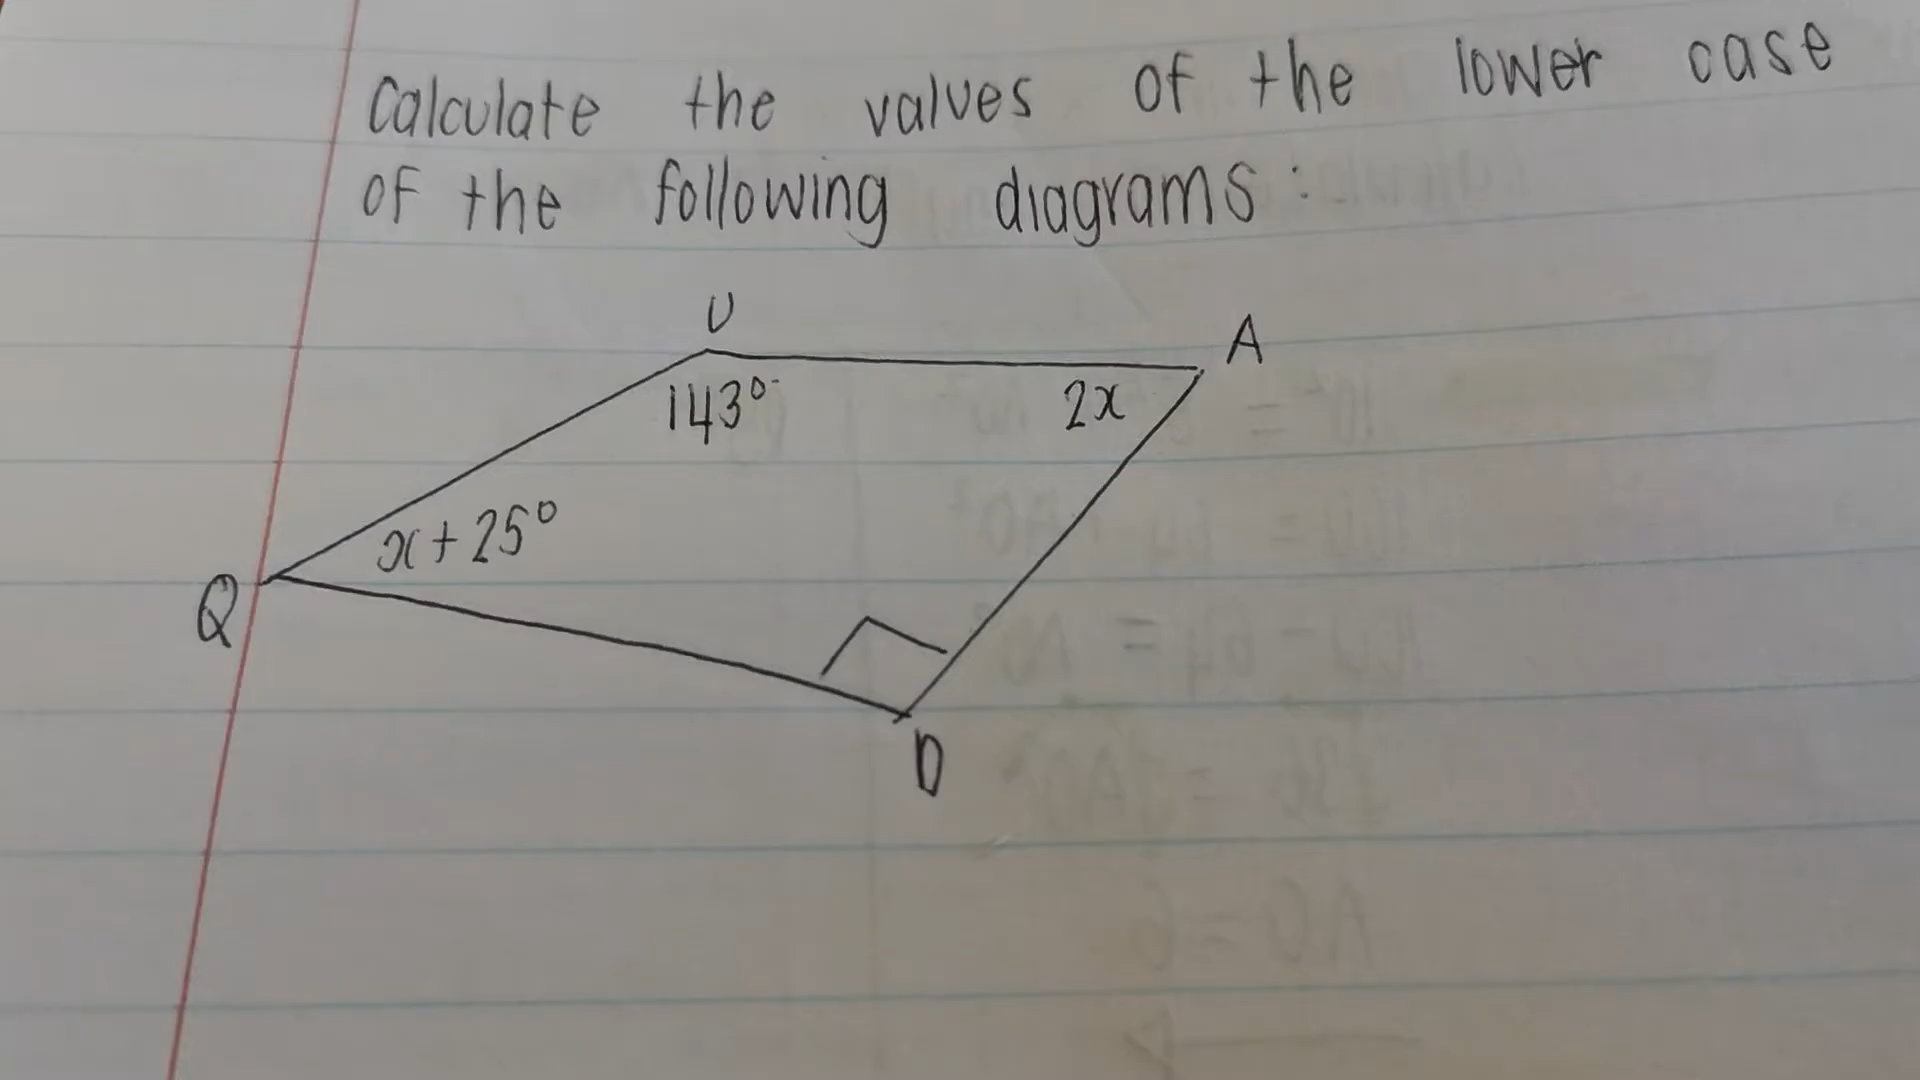 Calculate the values of the lower case
of the following diagrams:
U
A
143°
2x
x + 25°
Q
D